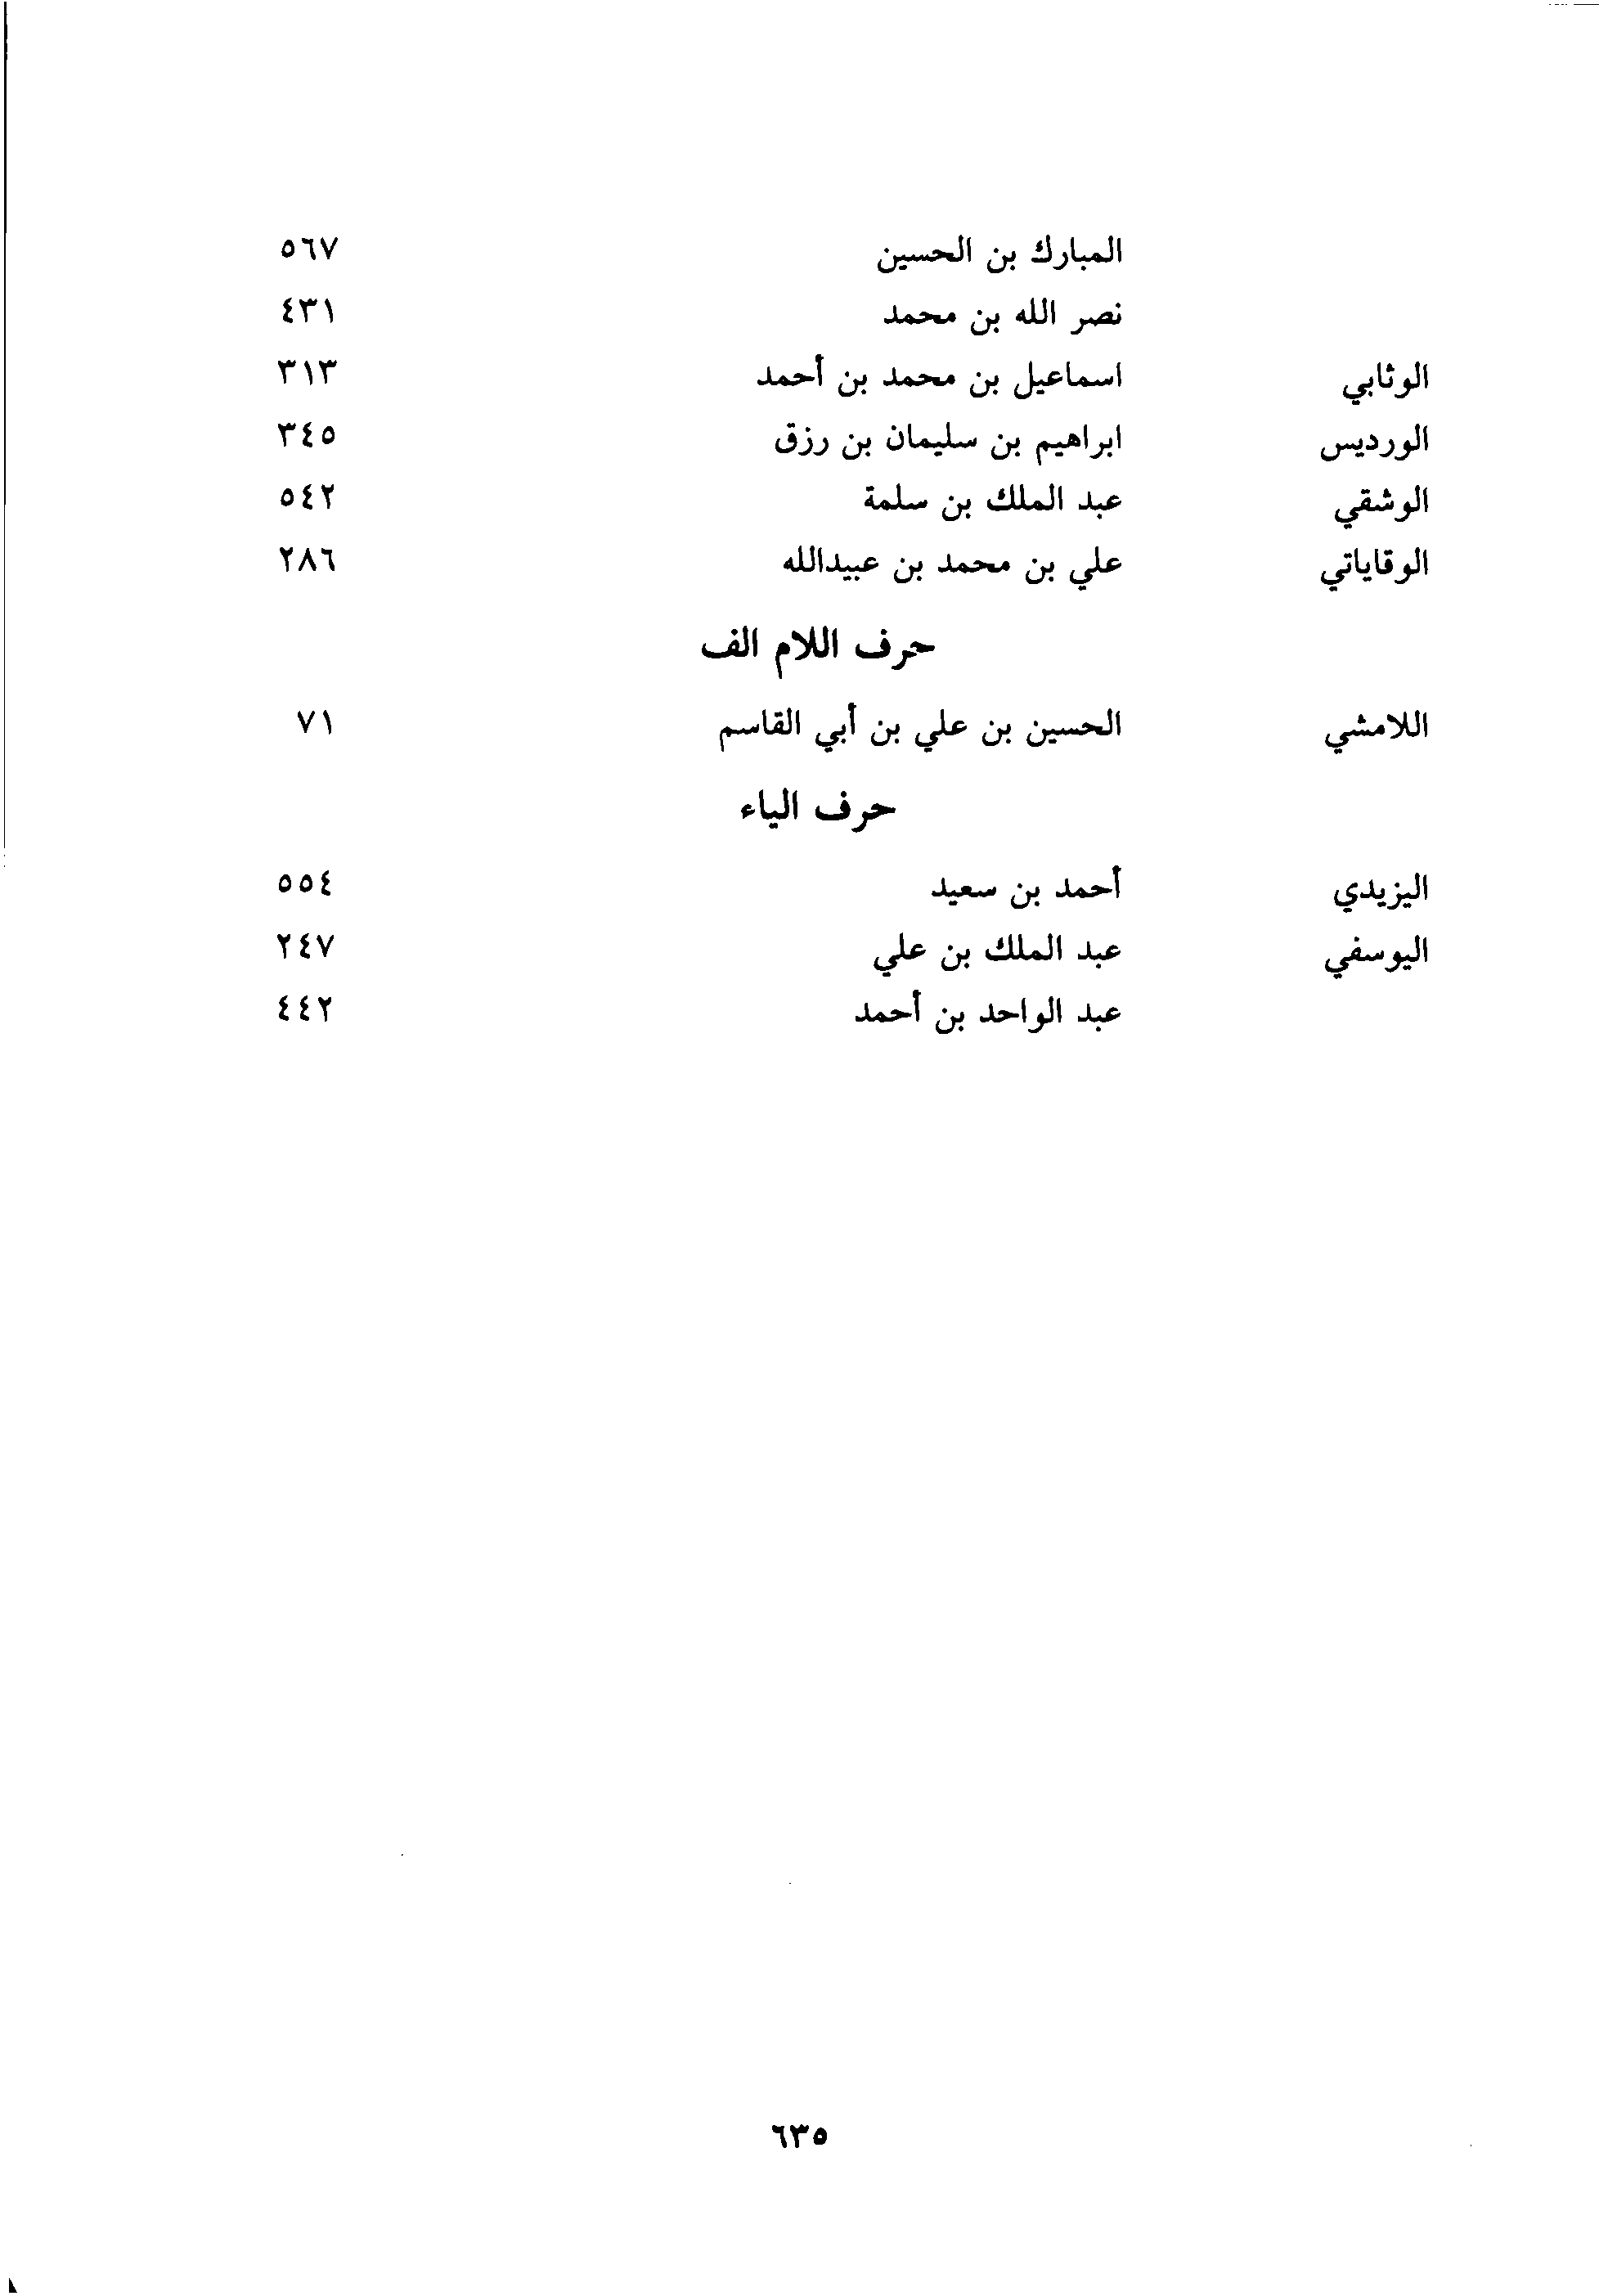 المبارك بن الحسين ٥٦٧
نصر الله بن محمد ٤٣١
الوثابي اسماعيل بن محمد بن أحمد ٣١٣
الورديس ابراهيم بن سليمان بن رزق ٣٤٥
الوشقي عبد الملك بن سلمة ٥٤٢
الوقاياتي علي بن محمد بن عبيدالله ٢٨٦
حرف اللام الف
اللامشي الحسين بن علي بن أبي القاسم ٧١
حرف الياء
اليزيدي أحمد بن سعيد ٥٥٤
اليوسفي عبد الملك بن علي ٢٤٧
عبد الواحد بن أحمد ٤٤٢
٦٣٥